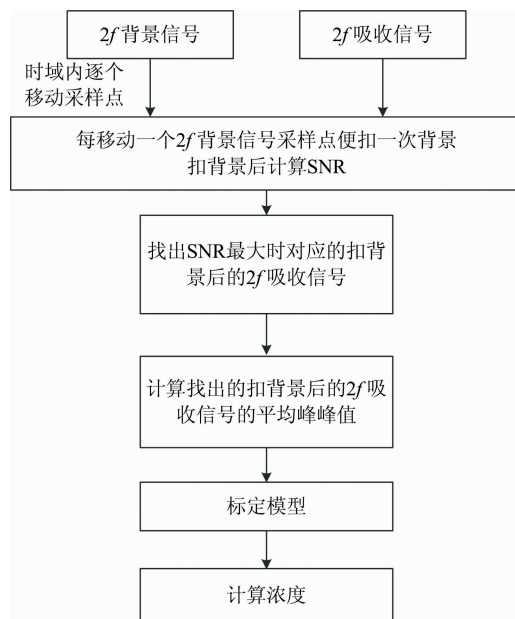 2f背景信号
2f吸收信号
时域内逐个
移动采样点
每移动一个2f背景信号采样点便扣一次背景
扣背景后计算SNR
找出SNR最大时对应的扣背
景后的2f吸收信号
计算找出的扣背景后的2f吸
收信号的平均峰峰值
标定模型
计算浓度